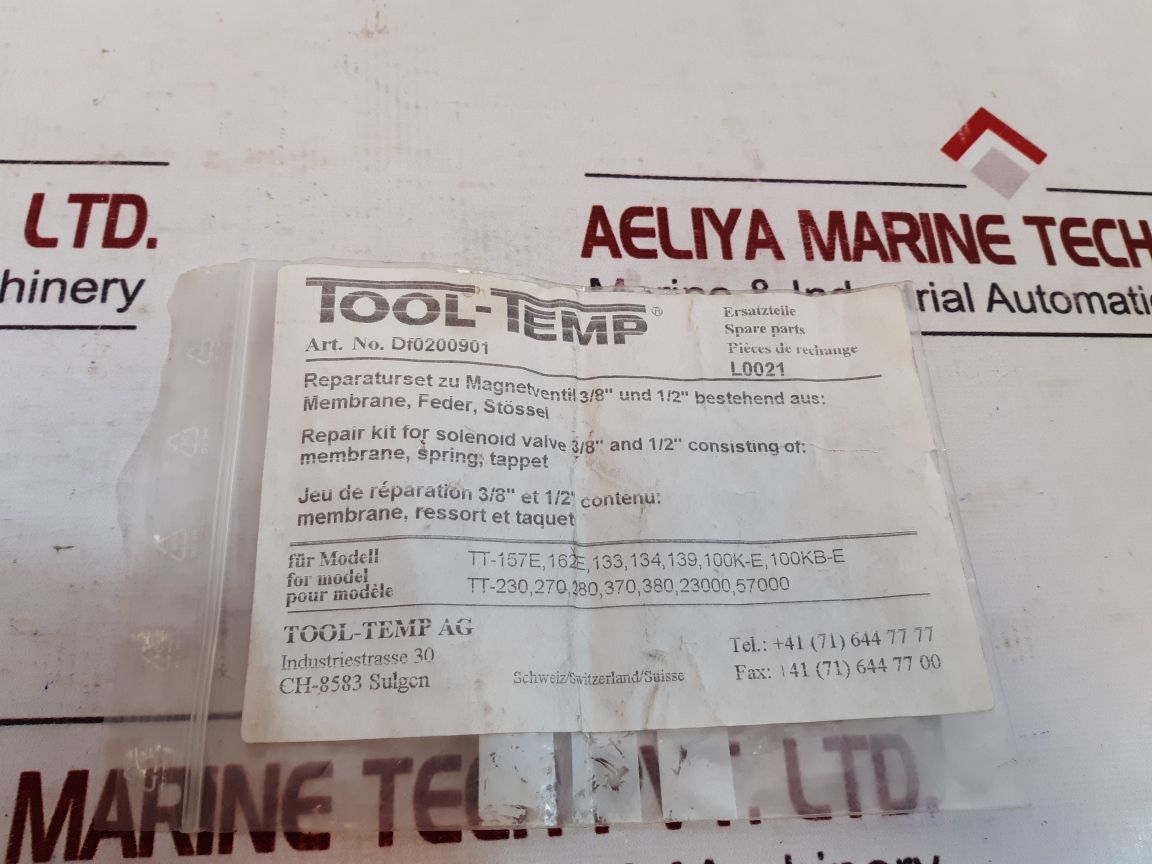 LTD.
hinery
AELIYA MARINE TECH
rial Automati
TOOL-TEMP®
Art. No. Df0200901
Ersatzteile
Spare parts
Pièces de rechange
L0021
Reparaturset zu Magnetventil 3/8" und 1/2" bestehend aus:
Membrane, Feder, Stössel
Repair kit for solenoid valve 3/8" and 1/2" consisting of:
membrane, spring, tappet
Jeu de réparation 3/8" et 1/2" contenu:
membrane, ressort et taquet
für Modell
for model
pour modèle
TT-157E,162E,133,134,139,100K-E,100KB-E
TT-230,270,280,370,380,23000,57000
TOOL-TEMP AG
Industriestrasse 30
CH-8583 Sulgen
Schweiz/Switzerland/Suisse
Tel.: +41 (71) 644 77 77
Fax: +41 (71) 644 77 00
MARINE TECH PVT. LTD.